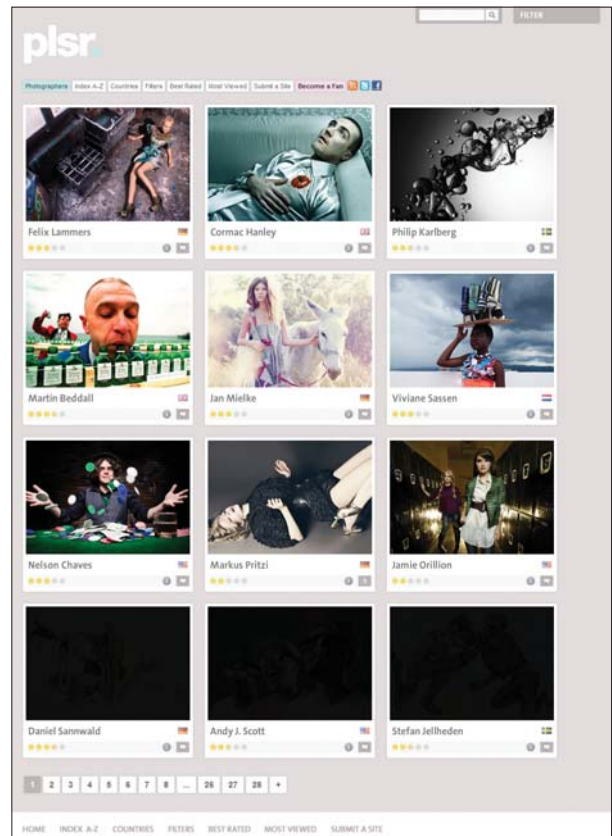 FILTER
plsr.
Photographers Index A-Z Countries Filters Best Rated Most Viewed Submit a Site Become a Fan
Felix Lammers Cormac Hanley Philip Karlberg
Martin Beddall Jan Mielke Viviane Sassen
Nelson Chaves Markus Pritzi Jamie Orillion
Daniel Sannwald Andy J. Scott Stefan Jellheden
1 2 3 4 5 6 7 8 ... 26 27 28 +
HOME INDEX A-Z COUNTRIES FILTERS BEST RATED MOST VIEWED SUBMIT A SITE